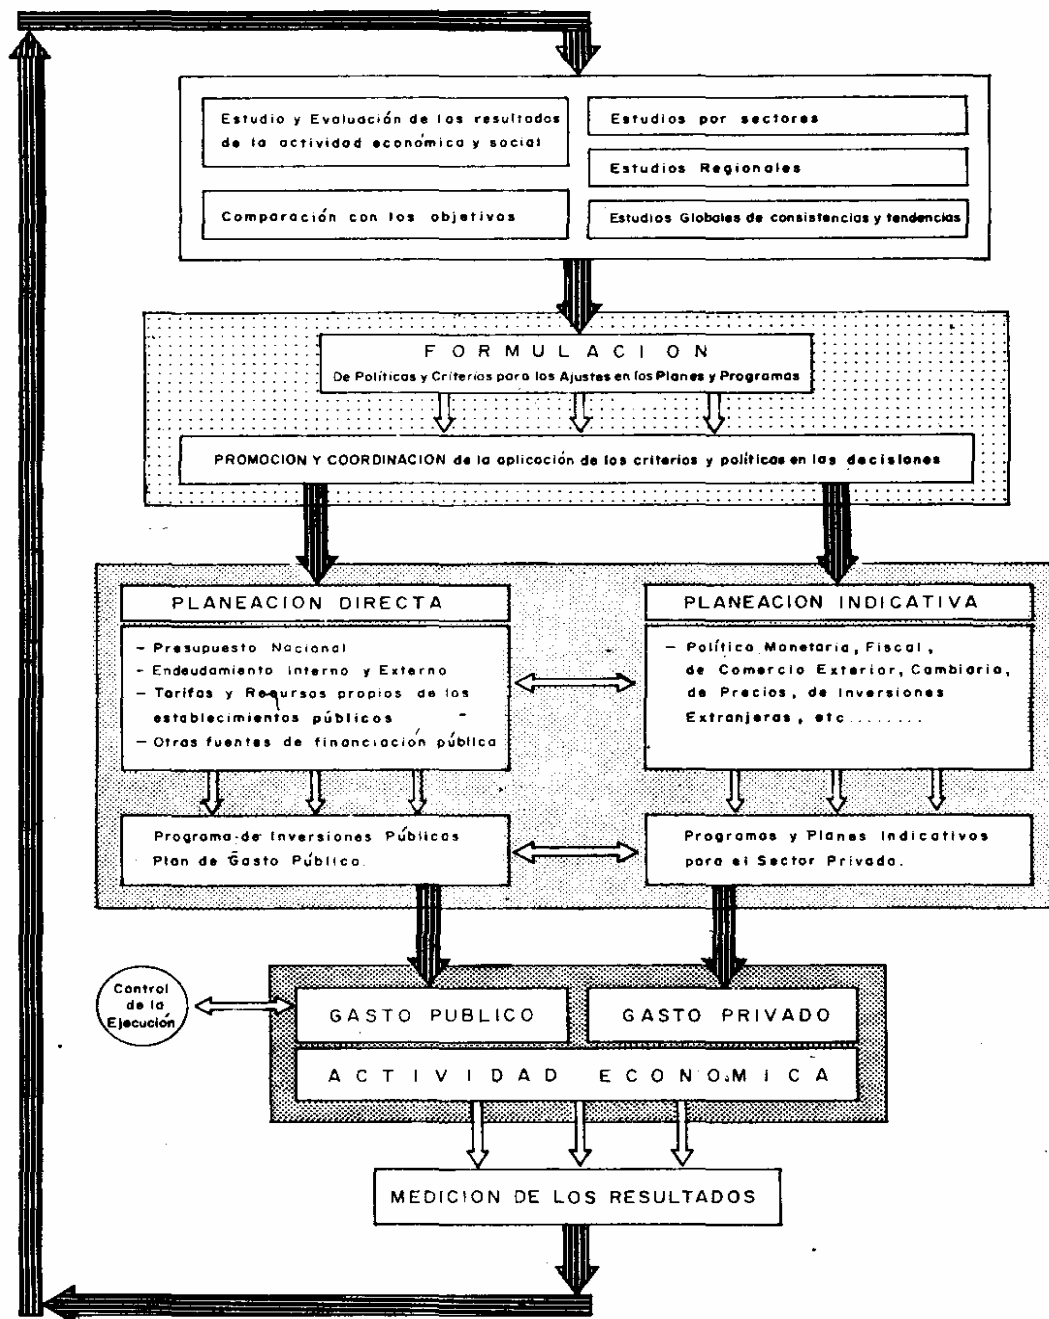 Estudio y Evaluación de los resultados
de la actividad económica y social
Comparación con los objetivos
Estudios por sectores
Estudios Regionales
Estudios Globales de consistencias y tendencias
FORMULACION
De Políticas y Criterios para los Ajustes en los Planes y Programas
PROMOCION Y COORDINACION de la aplicación de los criterios y políticas en las decisiones
PLANEACION DIRECTA
- Presupuesto Nacional
- Endeudamiento Interno y Externo
- Tarifas y Recursos propios de los
establecimientos públicos
- Otras fuentes de financiación pública
Programa de Inversiones Públicas
Plan de Gasto Público.
PLANEACION INDICATIVA
- Política Monetaria, Fiscal,
de Comercio Exterior, Cambiaria,
de Precios, de Inversiones
Extranjeras, etc........
Programas y Planes Indicativos
para el Sector Privado.
Control
de la
Ejecución
GASTO PUBLICO
GASTO PRIVADO
ACTIVIDAD ECONOMICA
MEDICION DE LOS RESULTADOS